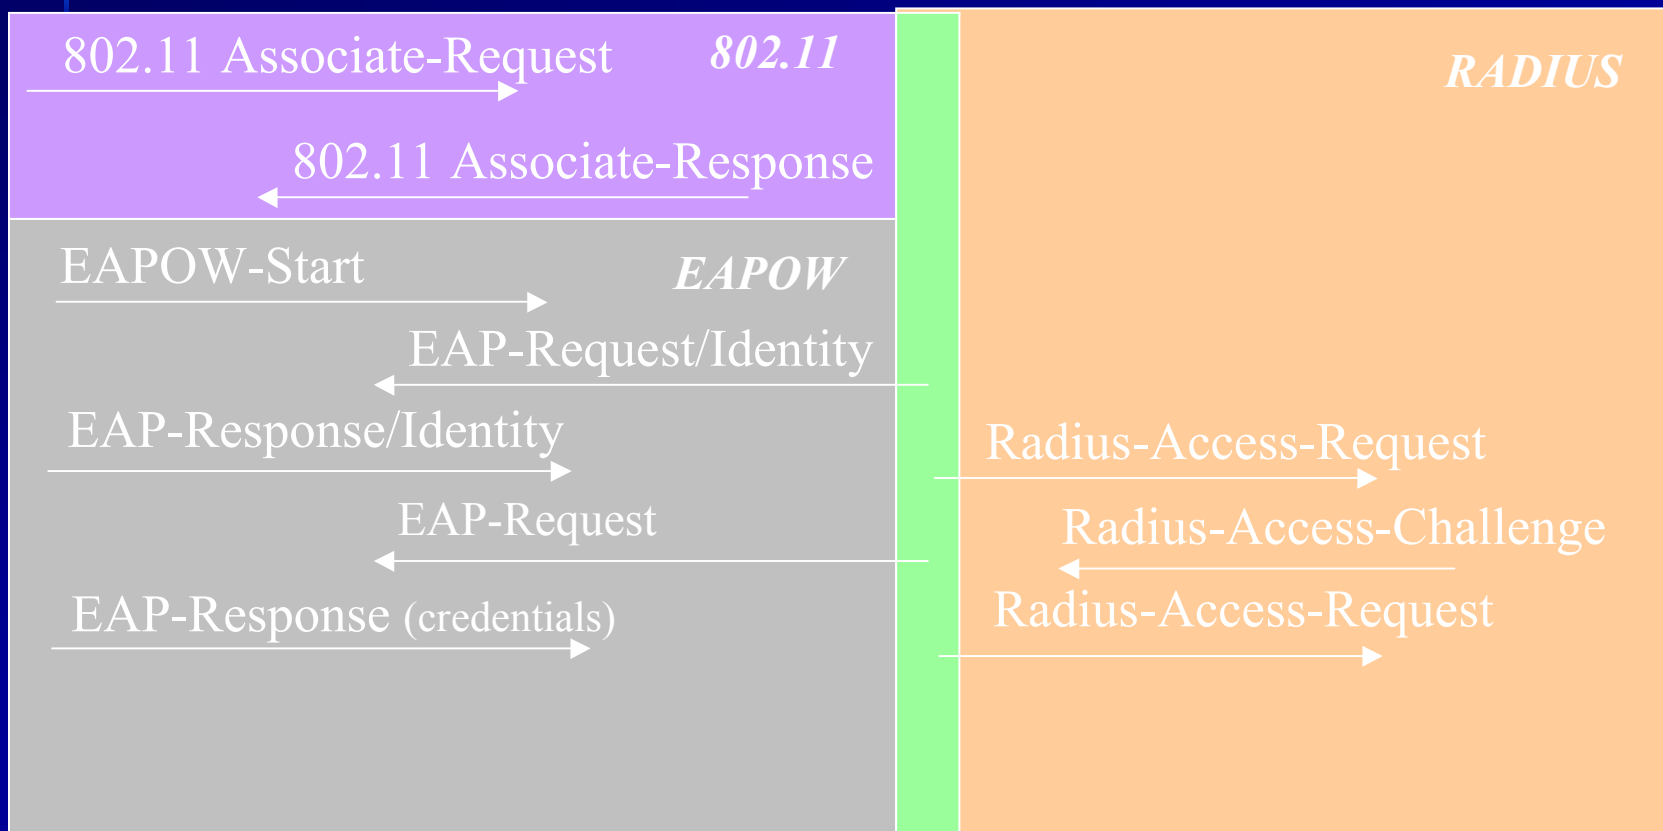 802.11 Associate-Request
802.11
RADIUS
802.11 Associate-Response
EAPOW-Start
EAPOW
EAP-Request/Identity
EAP-Response/Identity
Radius-Access-Request
EAP-Request
Radius-Access-Challenge
EAP-Response (credentials)
Radius-Access-Request